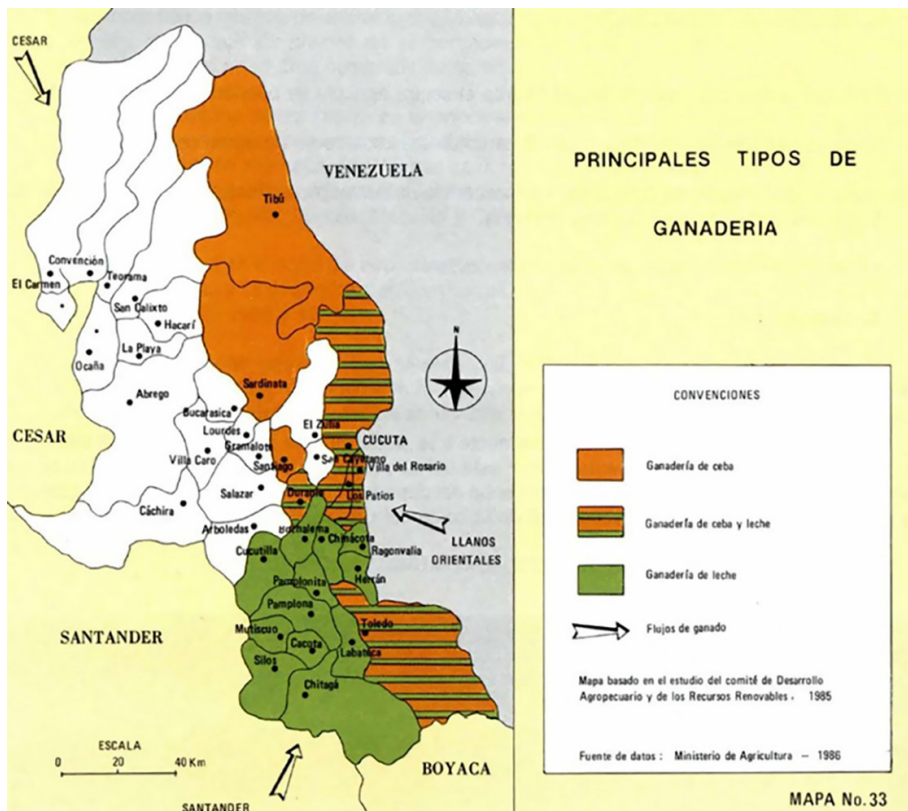 CESAR
VENEZUELA
Tibú
Convención
El Carmen
Teorama
San Calixto
Hacarí
La Playa
Ocaña
Abrego
Sardinata
Bucarasica
Lourdes
Gramalote
El Zulia
CUCUTA
CESAR
Villa Caro
Santiago
San Cayetano
Villa del Rosario
Salazar
Durania
Los Patios
Cáchira
Arboledas
Bochalema
Chinácota
Ragonvalia
LLANOS
ORIENTALES
Cucutilla
Herrán
Pamplonita
Pamplona
SANTANDER
Mutiscuo
Toledo
Cacota
Labateca
Silos
Chitagá
ESCALA
0 20 40 Km
BOYACA
SANTANDER
N
PRINCIPALES TIPOS DE
GANADERIA
CONVENCIONES
Ganadería de ceba
Ganadería de ceba y leche
Ganadería de leche
Flujos de ganado
Mapa basado en el estudio del comité de Desarrollo
Agropecuario y de los Recursos Renovables. 1985
Fuente de datos : Ministerio de Agricultura – 1986
MAPA No. 33